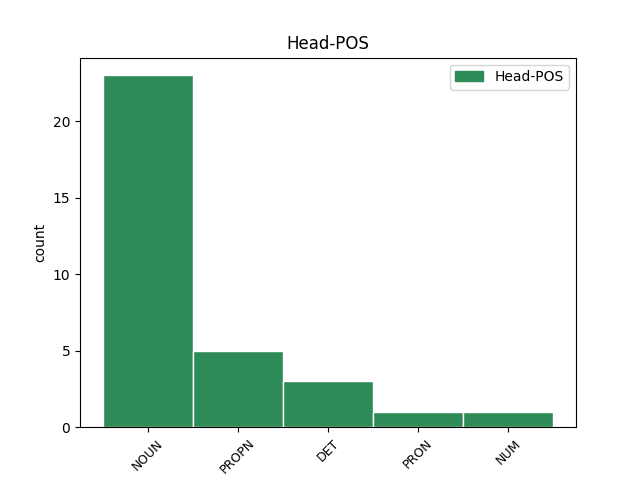 Head-POS
Head-POS
count
20
15
10
5
0
NOUN
PROPN
DET
PRON
NUM